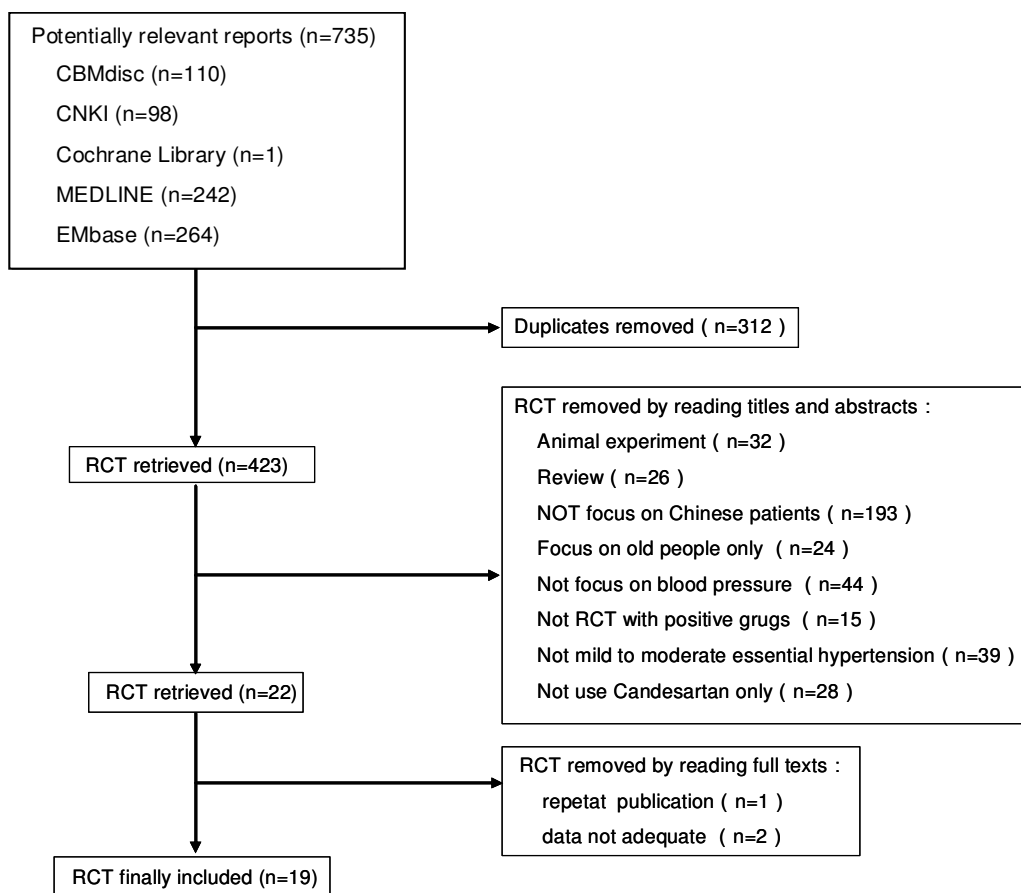 Potentially relevant reports (n=735)
CBMdisc (n=110)
CNKI (n=98)
Cochrane Library (n=1)
MEDLINE (n=242)
EMbase (n=264)
Duplicates removed ( n=312 )
RCT removed by reading titles and abstracts :
Animal experiment ( n=32 )
Review ( n=26 )
NOT focus on Chinese patients ( n=193 )
Focus on old people only ( n=24 )
Not focus on blood pressure ( n=44 )
Not RCT with positive grugs ( n=15 )
Not mild to moderate essential hypertension ( n=39 )
Not use Candesartan only ( n=28 )
RCT retrieved (n=423)
RCT retrieved (n=22)
RCT removed by reading full texts :
repetat publication ( n=1 )
data not adequate ( n=2 )
RCT finally included (n=19)